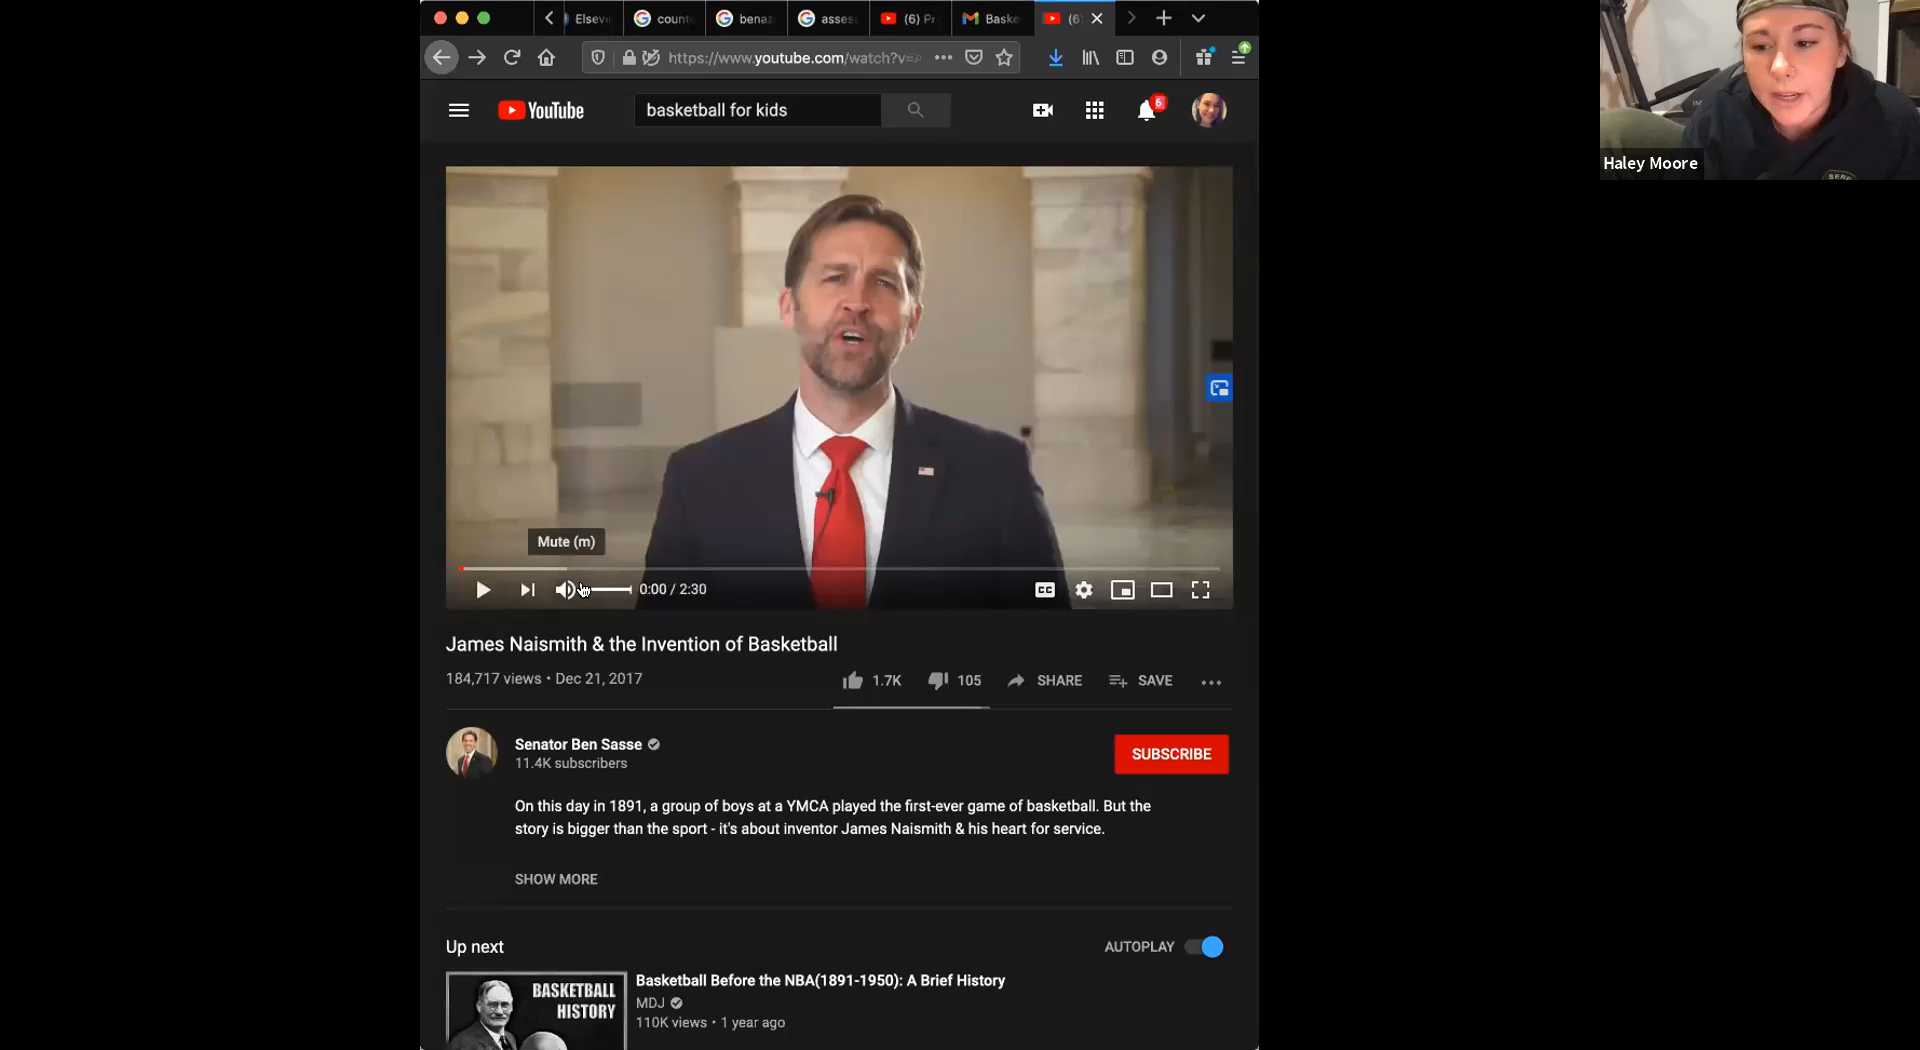 Elsevi
count
benaz
asses
(6) Pr
Baske
(6)
https://www.youtube.com/watch?v=
YouTube
basketball for kids
6
Haley Moore
Mute (m)
0:00 / 2:30
CC
James Naismith & the Invention of Basketball
184,717 views • Dec 21, 2017
1.7K
105
SHARE
SAVE
Senator Ben Sasse
11.4K subscribers
SUBSCRIBE
On this day in 1891, a group of boys at a YMCA played the first-ever game of basketball. But the
story is bigger than the sport - it's about inventor James Naismith & his heart for service.
SHOW MORE
Up next
AUTOPLAY
BASKETBALL
HISTORY
Basketball Before the NBA(1891-1950): A Brief History
MDJ
110K views • 1 year ago